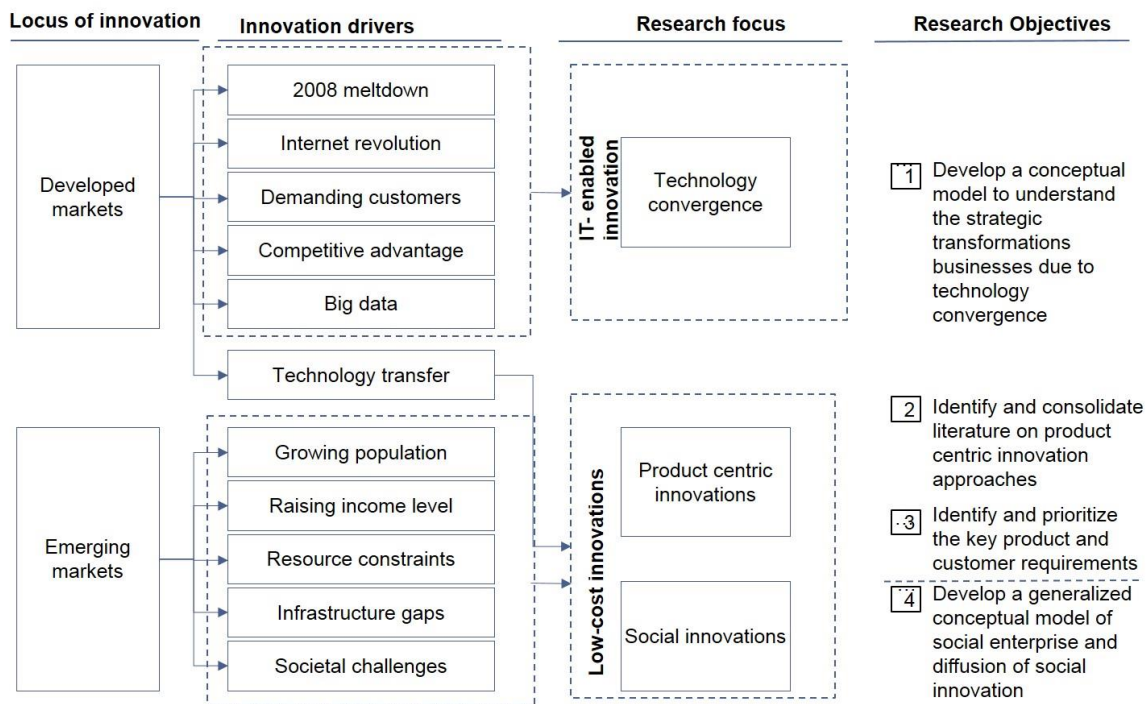 Locus of innovation
Innovation drivers
Research focus
Research Objectives
Developed
markets
2008 meltdown
Internet revolution
Demanding customers
Competitive advantage
Big data
Technology transfer
IT- enabled
innovation
Technology
convergence
1
Develop a conceptual
model to understand
the strategic
transformations
businesses due to
technology
convergence
Emerging
markets
Growing population
Raising income level
Resource constraints
Infrastructure gaps
Societal challenges
Low-cost innovations
Product centric
innovations
Social innovations
2
Identify and consolidate
literature on product
centric innovation
approaches
3
Identify and prioritize
the key product and
customer requirements
4
Develop a generalized
conceptual model of
social enterprise and
diffusion of social
innovation